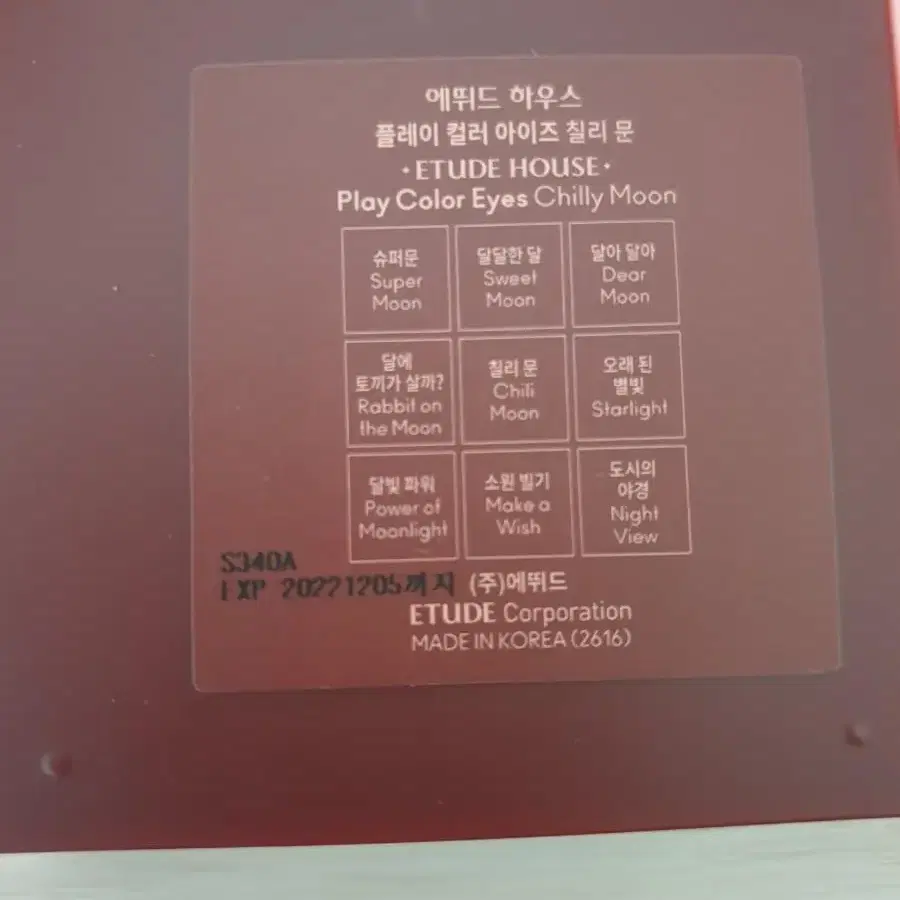 에뛰드 하우스
플레이 컬러 아이즈 칠리 문
·ETUDE HOUSE·
Play Color Eyes Chilly Moon
슈퍼문
Super
Moon
달달한 달
Sweet
Moon
달아 달아
Dear
Moon
달에
토끼가 살까?
Rabbit on
the Moon
칠리 문
Chili
Moon
오래 된
별빛
Starlight
달빛 파워
Power of
Moonlight
소원 빌기
Make a
Wish
도시의
야경
Night
View
S340A
EXP 20221205까지
(주)에뛰드
ETUDE Corporation
MADE IN KOREA (2616)